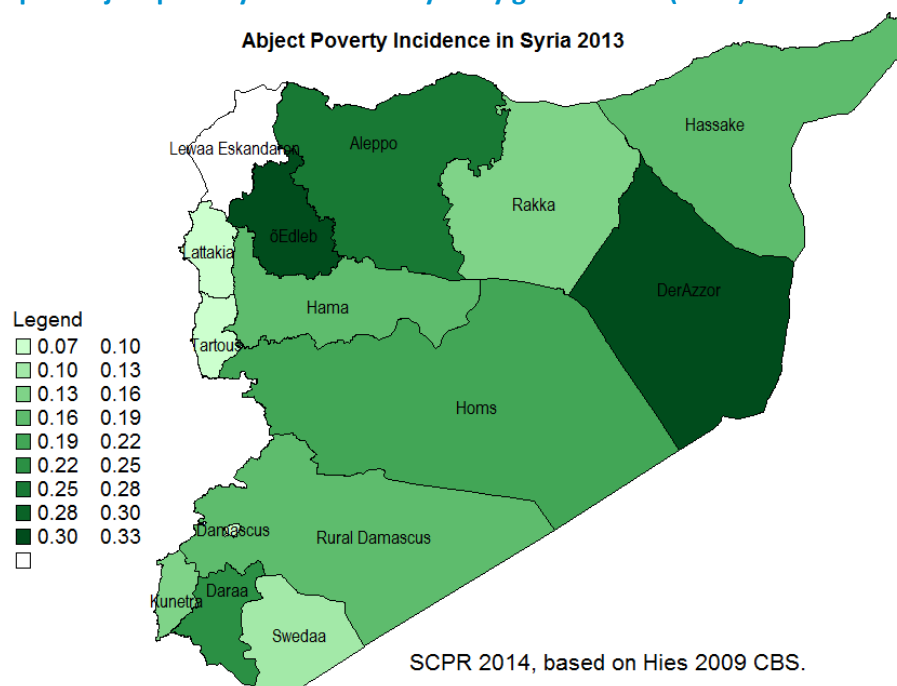 Abject Poverty Incidence in Syria 2013
Hassake
Aleppo
Lewaa Eskandaron
Rakka
õEdleb
Lattakia
DerAzzor
Hama
Legend
0.07 0.10
Tartous
0.10 0.13
0.13 0.16
Homs
0.16 0.19
0.19 0.22
0.22 0.25
0.25 0.28
0.28 0.30
0.30 0.33
Damascus
Rural Damascus
Daraa
Kunetra
Swedaa
SCPR 2014, based on Hies 2009 CBS.